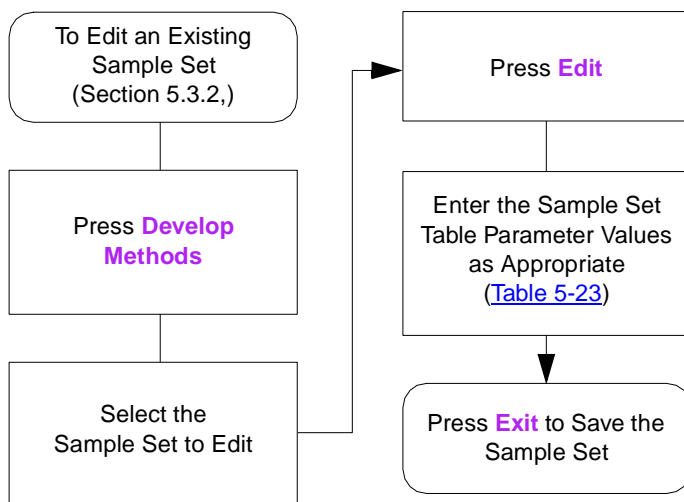 To Edit an Existing
Sample Set
(Section 5.3.2,)
Press Develop
Methods
Select the
Sample Set to Edit
Press Edit
Enter the Sample Set
Table Parameter Values
as Appropriate
(Table 5-23)
Press Exit to Save the
Sample Set